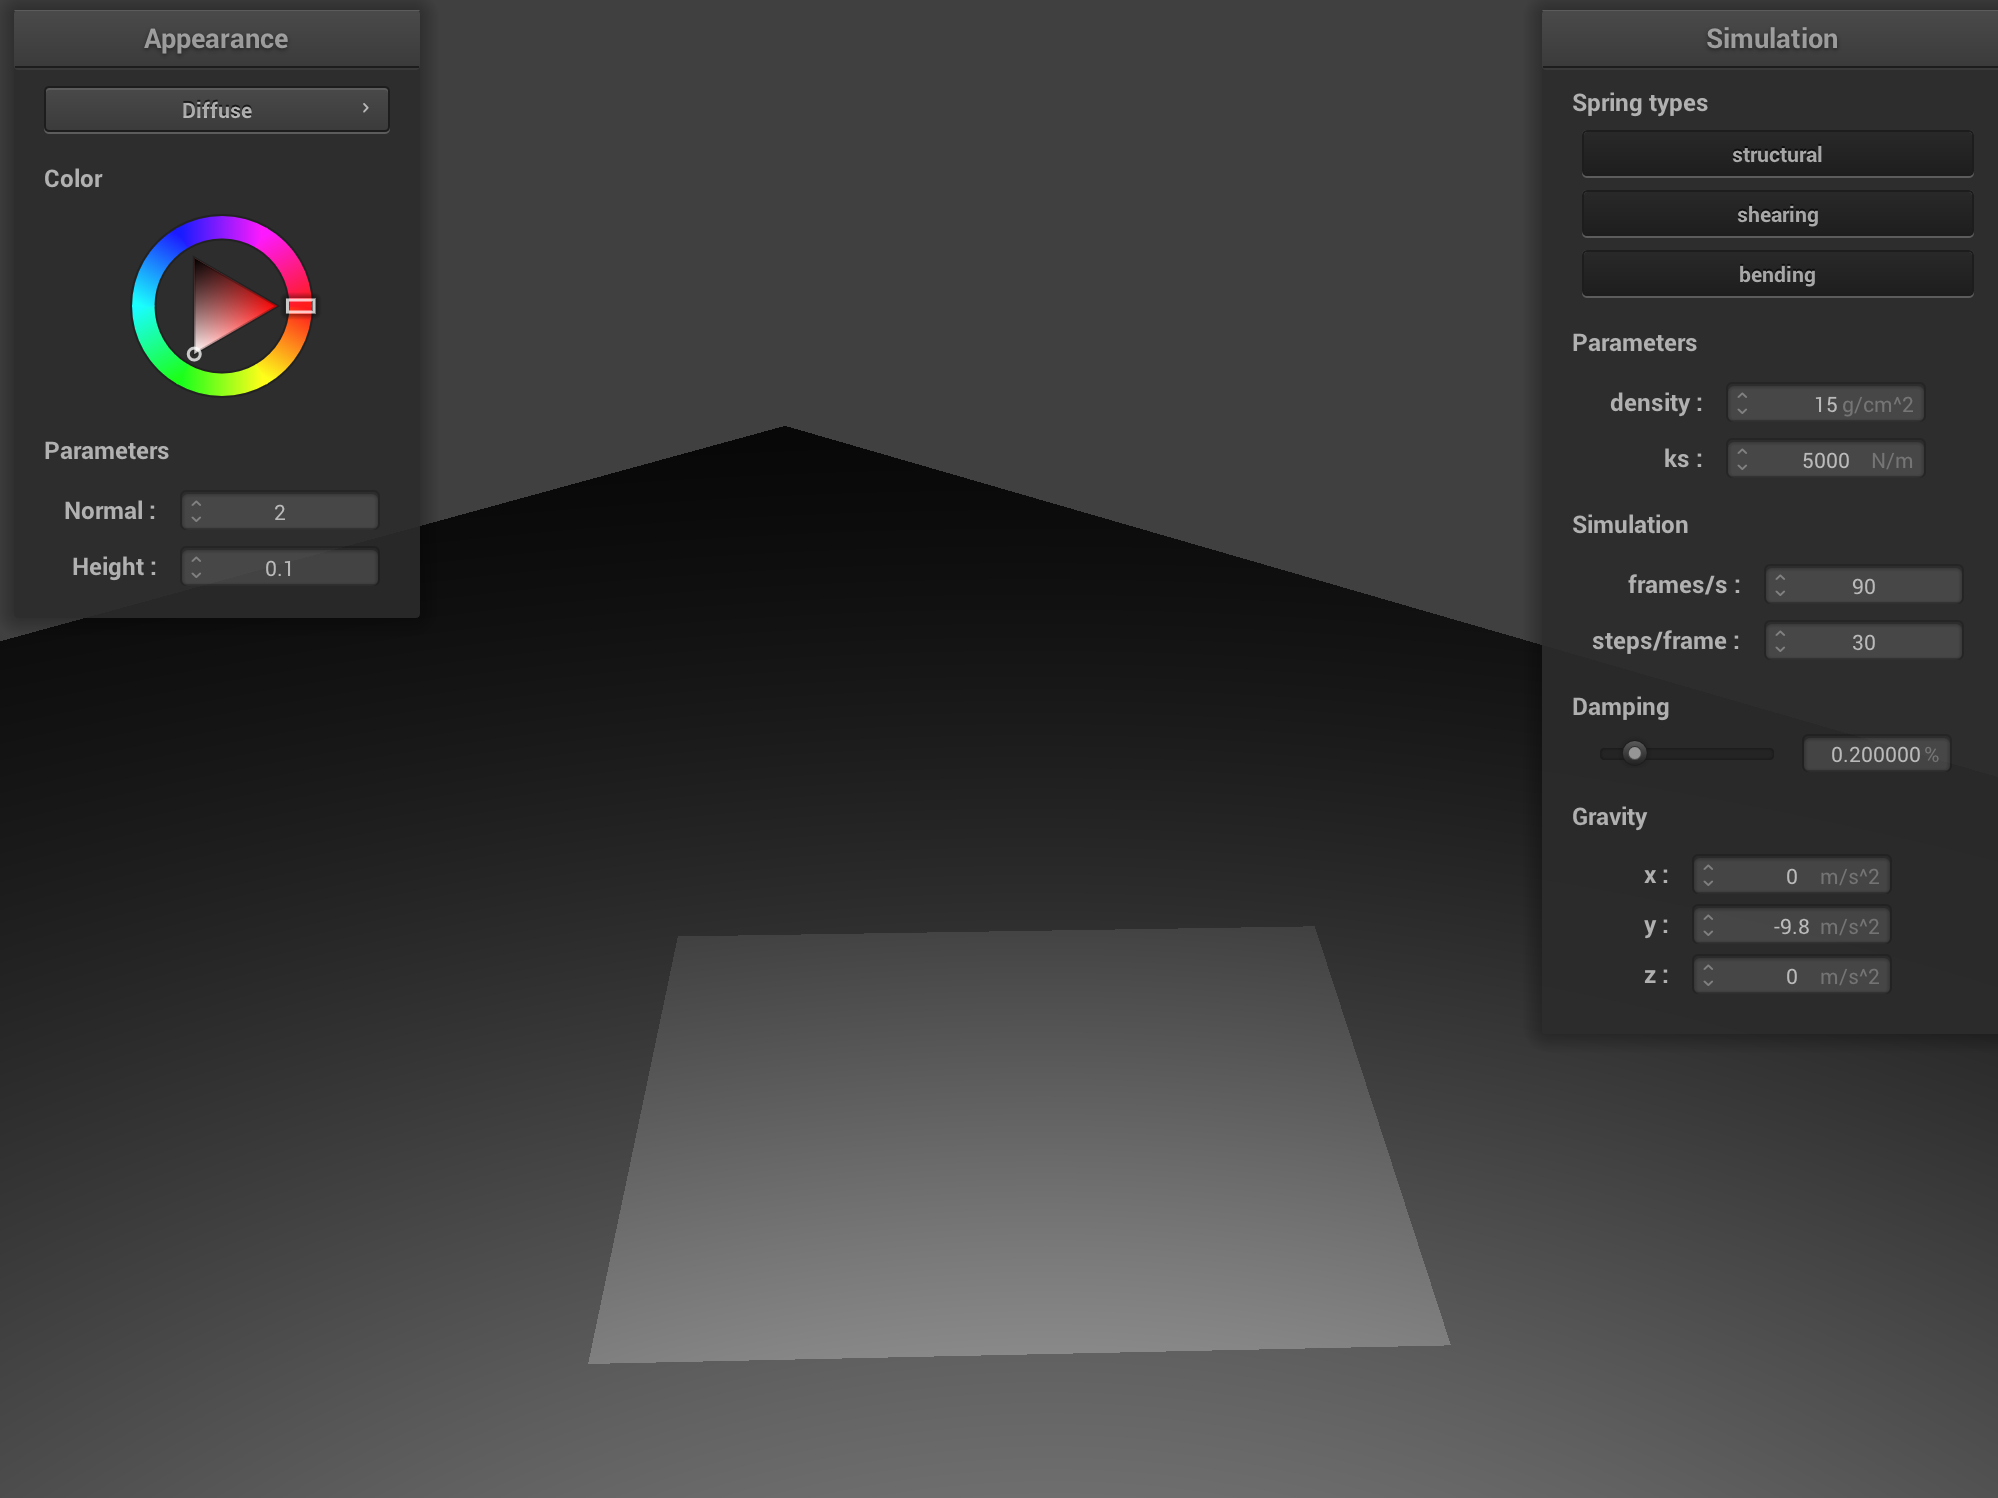 Appearance
Diffuse
Color
Parameters
Normal : 2
Height : 0.1
Simulation
Spring types
structural
shearing
bending
Parameters
density : 15 g/cm^2
ks : 5000 N/m
Simulation
frames/s : 90
steps/frame : 30
Damping
0.200000 %
Gravity
x : 0 m/s^2
y : -9.8 m/s^2
z : 0 m/s^2